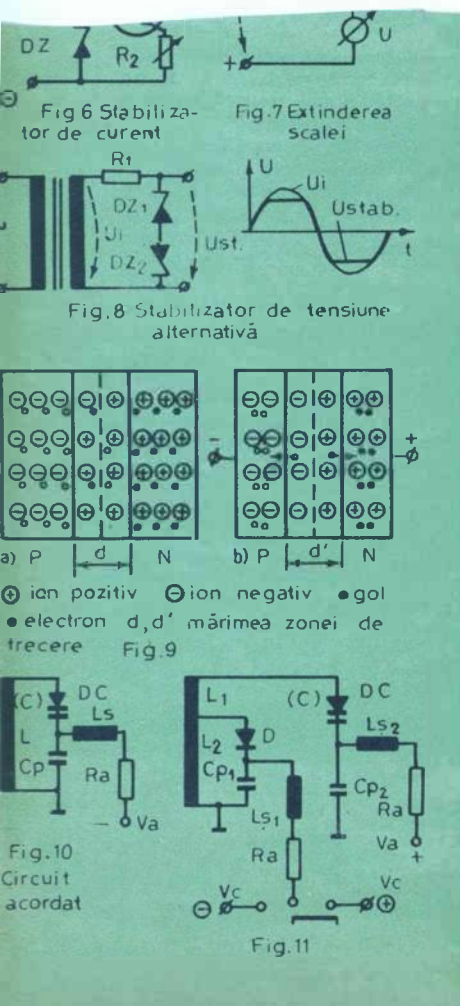 DZ
R2
U
+
⊖
Fig 6 Stabiliza-
tor de curent
Fig.7 Extinderea
scalei
R1
DZ1
DZ2
Ui
Ust.
U
Ui
Ustab.
t
Fig.8 Stabilizator de tensiune
alternativă
- +
a) P d N b) P d' N
⊕ ion pozitiv ⊖ ion negativ • gol
• electron d,d' mărimea zonei de
trecere Fig.9
(C) DC
L Ls
Cp Ra
- Va
Fig.10
Circuit
acordat
L1 (C) DC
L2 D Lș2
Cp1 Cp2
Lș1 Ra
Ra Va
+
⊖ Vc Vc ⊕
Fig.11